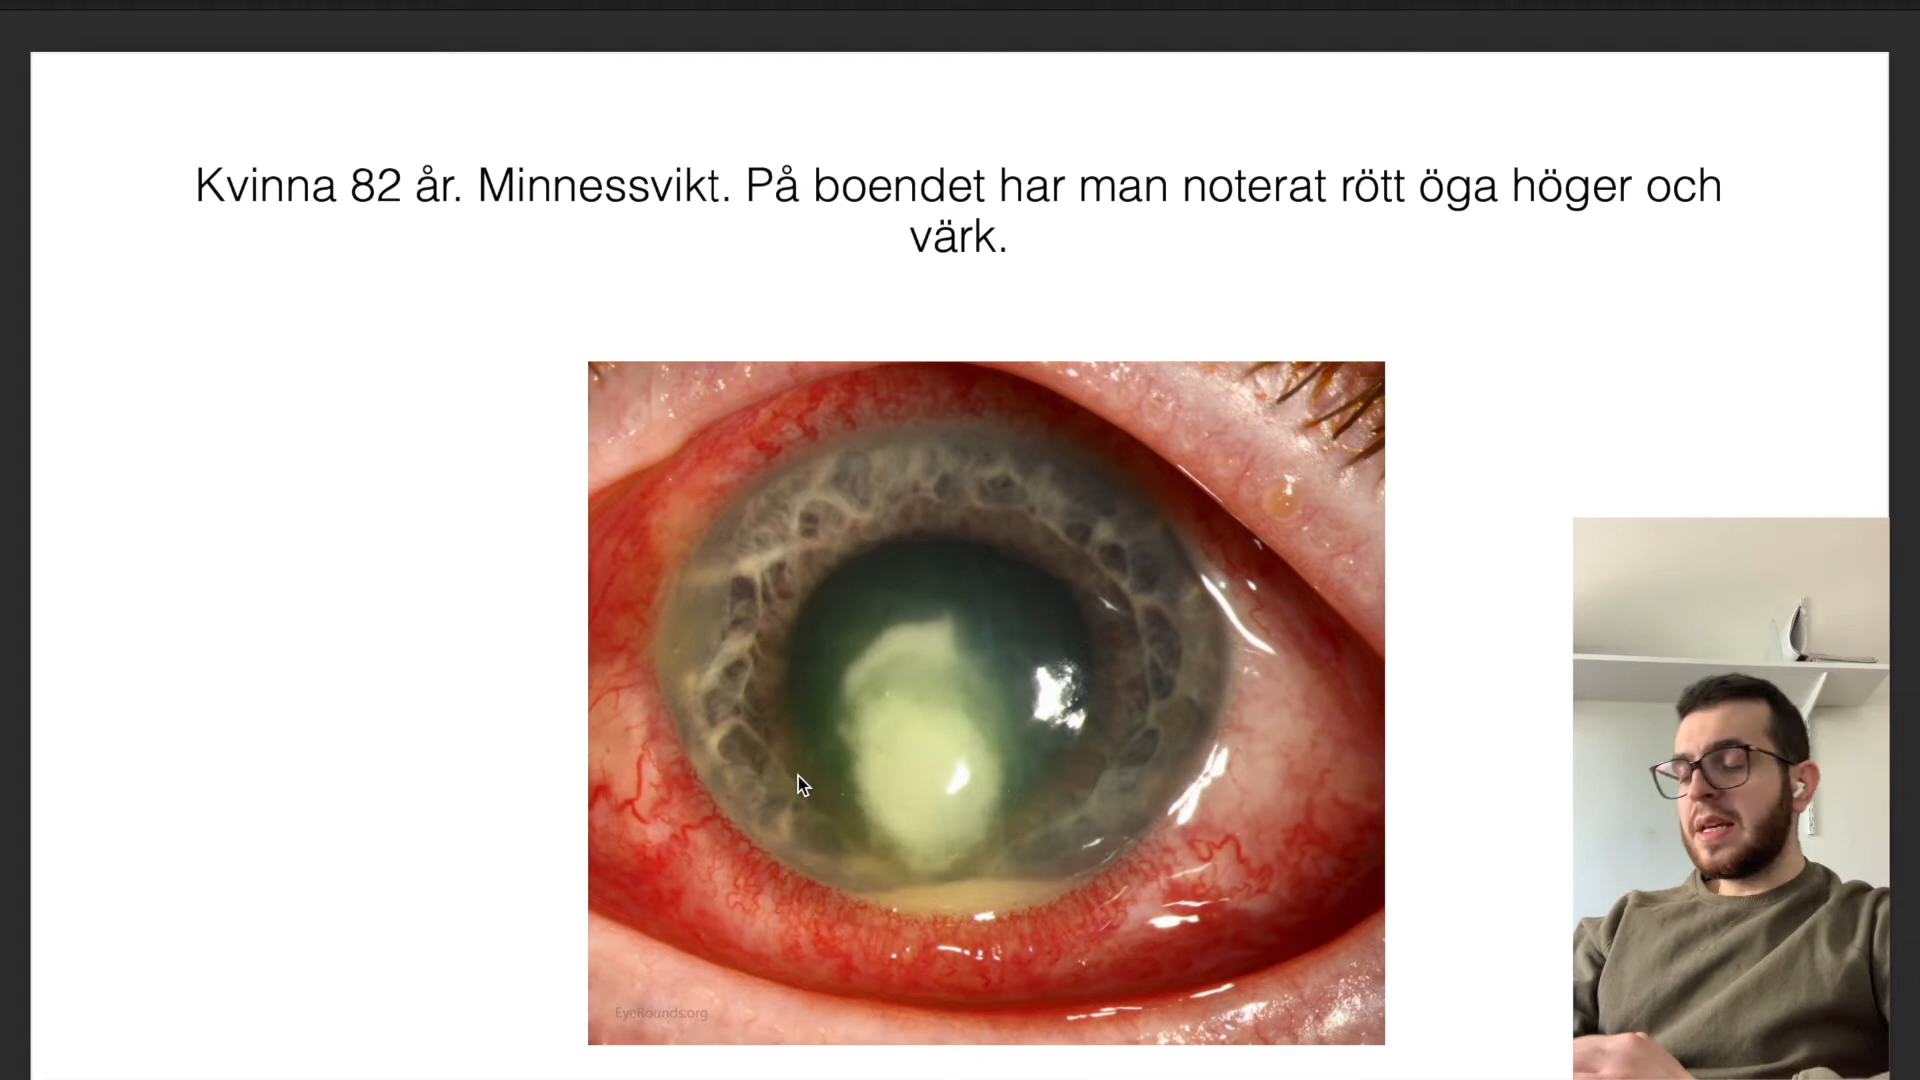 Kvinna 82 år. Minnessvikt. På boendet har man noterat rött öga höger och
värk.
EyeRounds.org